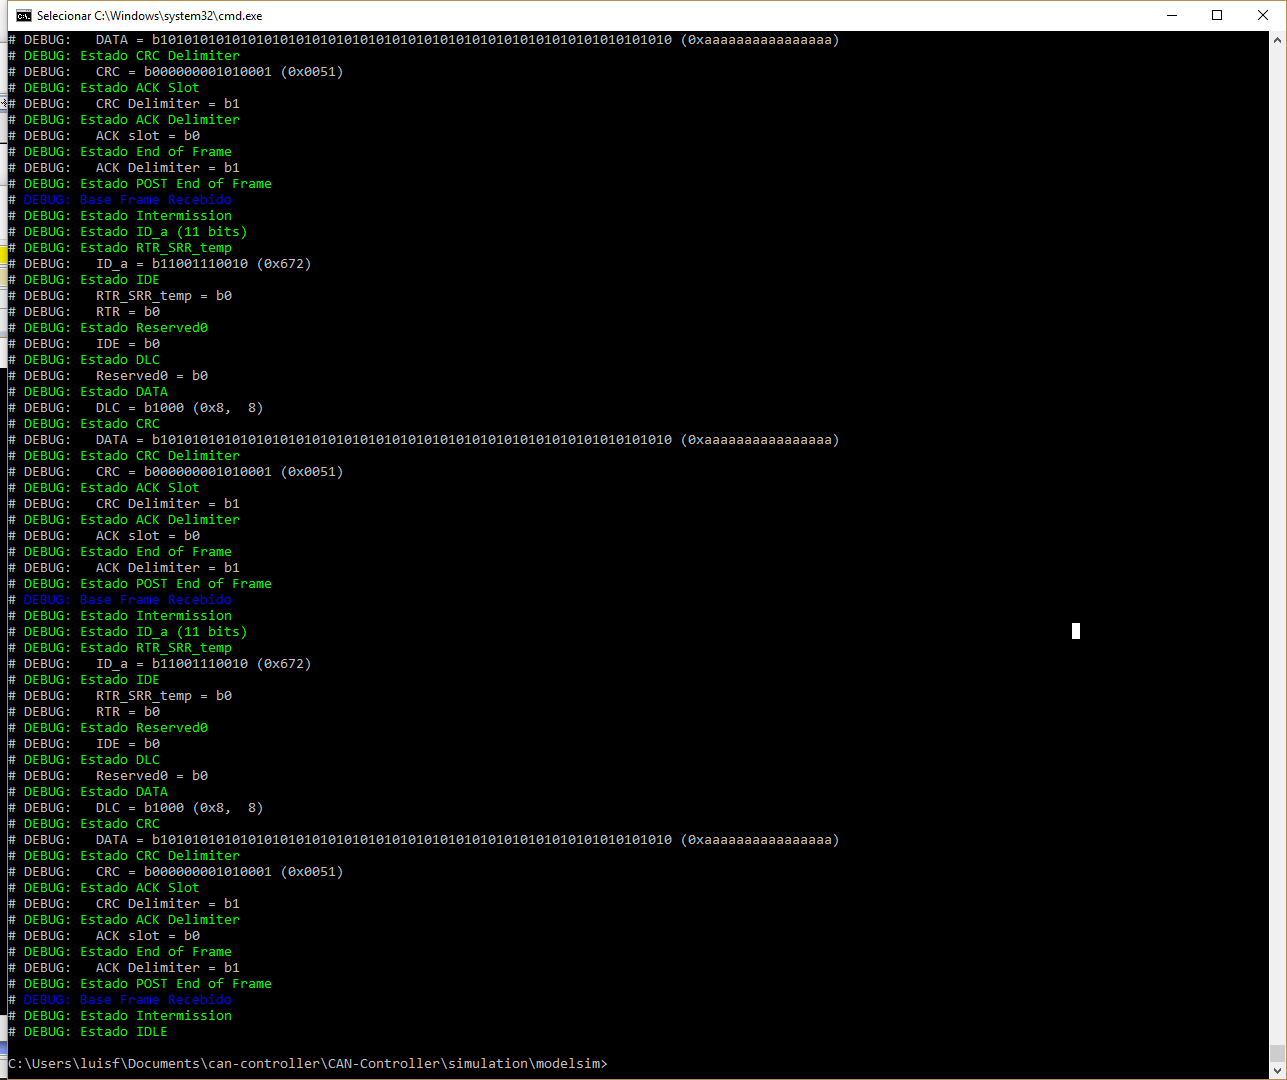 Selecionar C:\Windows\system32\cmd.exe
# DEBUG:   DATA = b1010101010101010101010101010101010101010101010101010101010101010 (0xaaaaaaaaaaaaaaaa)
# DEBUG: Estado CRC Delimiter
# DEBUG:   CRC = b000000001010001 (0x0051)
# DEBUG: Estado ACK Slot
# DEBUG:   CRC Delimiter = b1
# DEBUG: Estado ACK Delimiter
# DEBUG:   ACK slot = b0
# DEBUG: Estado End of Frame
# DEBUG:   ACK Delimiter = b1
# DEBUG: Estado POST End of Frame
# DEBUG: Base Frame Recebido
# DEBUG: Estado Intermission
# DEBUG: Estado ID_a (11 bits)
# DEBUG: Estado RTR_SRR_temp
# DEBUG:   ID_a = b11001110010 (0x672)
# DEBUG: Estado IDE
# DEBUG:   RTR_SRR_temp = b0
# DEBUG:   RTR = b0
# DEBUG: Estado Reserved0
# DEBUG:   IDE = b0
# DEBUG: Estado DLC
# DEBUG:   Reserved0 = b0
# DEBUG: Estado DATA
# DEBUG:   DLC = b1000 (0x8,  8)
# DEBUG: Estado CRC
# DEBUG:   DATA = b1010101010101010101010101010101010101010101010101010101010101010 (0xaaaaaaaaaaaaaaaa)
# DEBUG: Estado CRC Delimiter
# DEBUG:   CRC = b000000001010001 (0x0051)
# DEBUG: Estado ACK Slot
# DEBUG:   CRC Delimiter = b1
# DEBUG: Estado ACK Delimiter
# DEBUG:   ACK slot = b0
# DEBUG: Estado End of Frame
# DEBUG:   ACK Delimiter = b1
# DEBUG: Estado POST End of Frame
# DEBUG: Base Frame Recebido
# DEBUG: Estado Intermission
# DEBUG: Estado ID_a (11 bits)
# DEBUG: Estado RTR_SRR_temp
# DEBUG:   ID_a = b11001110010 (0x672)
# DEBUG: Estado IDE
# DEBUG:   RTR_SRR_temp = b0
# DEBUG:   RTR = b0
# DEBUG: Estado Reserved0
# DEBUG:   IDE = b0
# DEBUG: Estado DLC
# DEBUG:   Reserved0 = b0
# DEBUG: Estado DATA
# DEBUG:   DLC = b1000 (0x8,  8)
# DEBUG: Estado CRC
# DEBUG:   DATA = b1010101010101010101010101010101010101010101010101010101010101010 (0xaaaaaaaaaaaaaaaa)
# DEBUG: Estado CRC Delimiter
# DEBUG:   CRC = b000000001010001 (0x0051)
# DEBUG: Estado ACK Slot
# DEBUG:   CRC Delimiter = b1
# DEBUG: Estado ACK Delimiter
# DEBUG:   ACK slot = b0
# DEBUG: Estado End of Frame
# DEBUG:   ACK Delimiter = b1
# DEBUG: Estado POST End of Frame
# DEBUG: Base Frame Recebido
# DEBUG: Estado Intermission
# DEBUG: Estado IDLE
C:\Users\luisf\Documents\can-controller\CAN-Controller\simulation\modelsim>